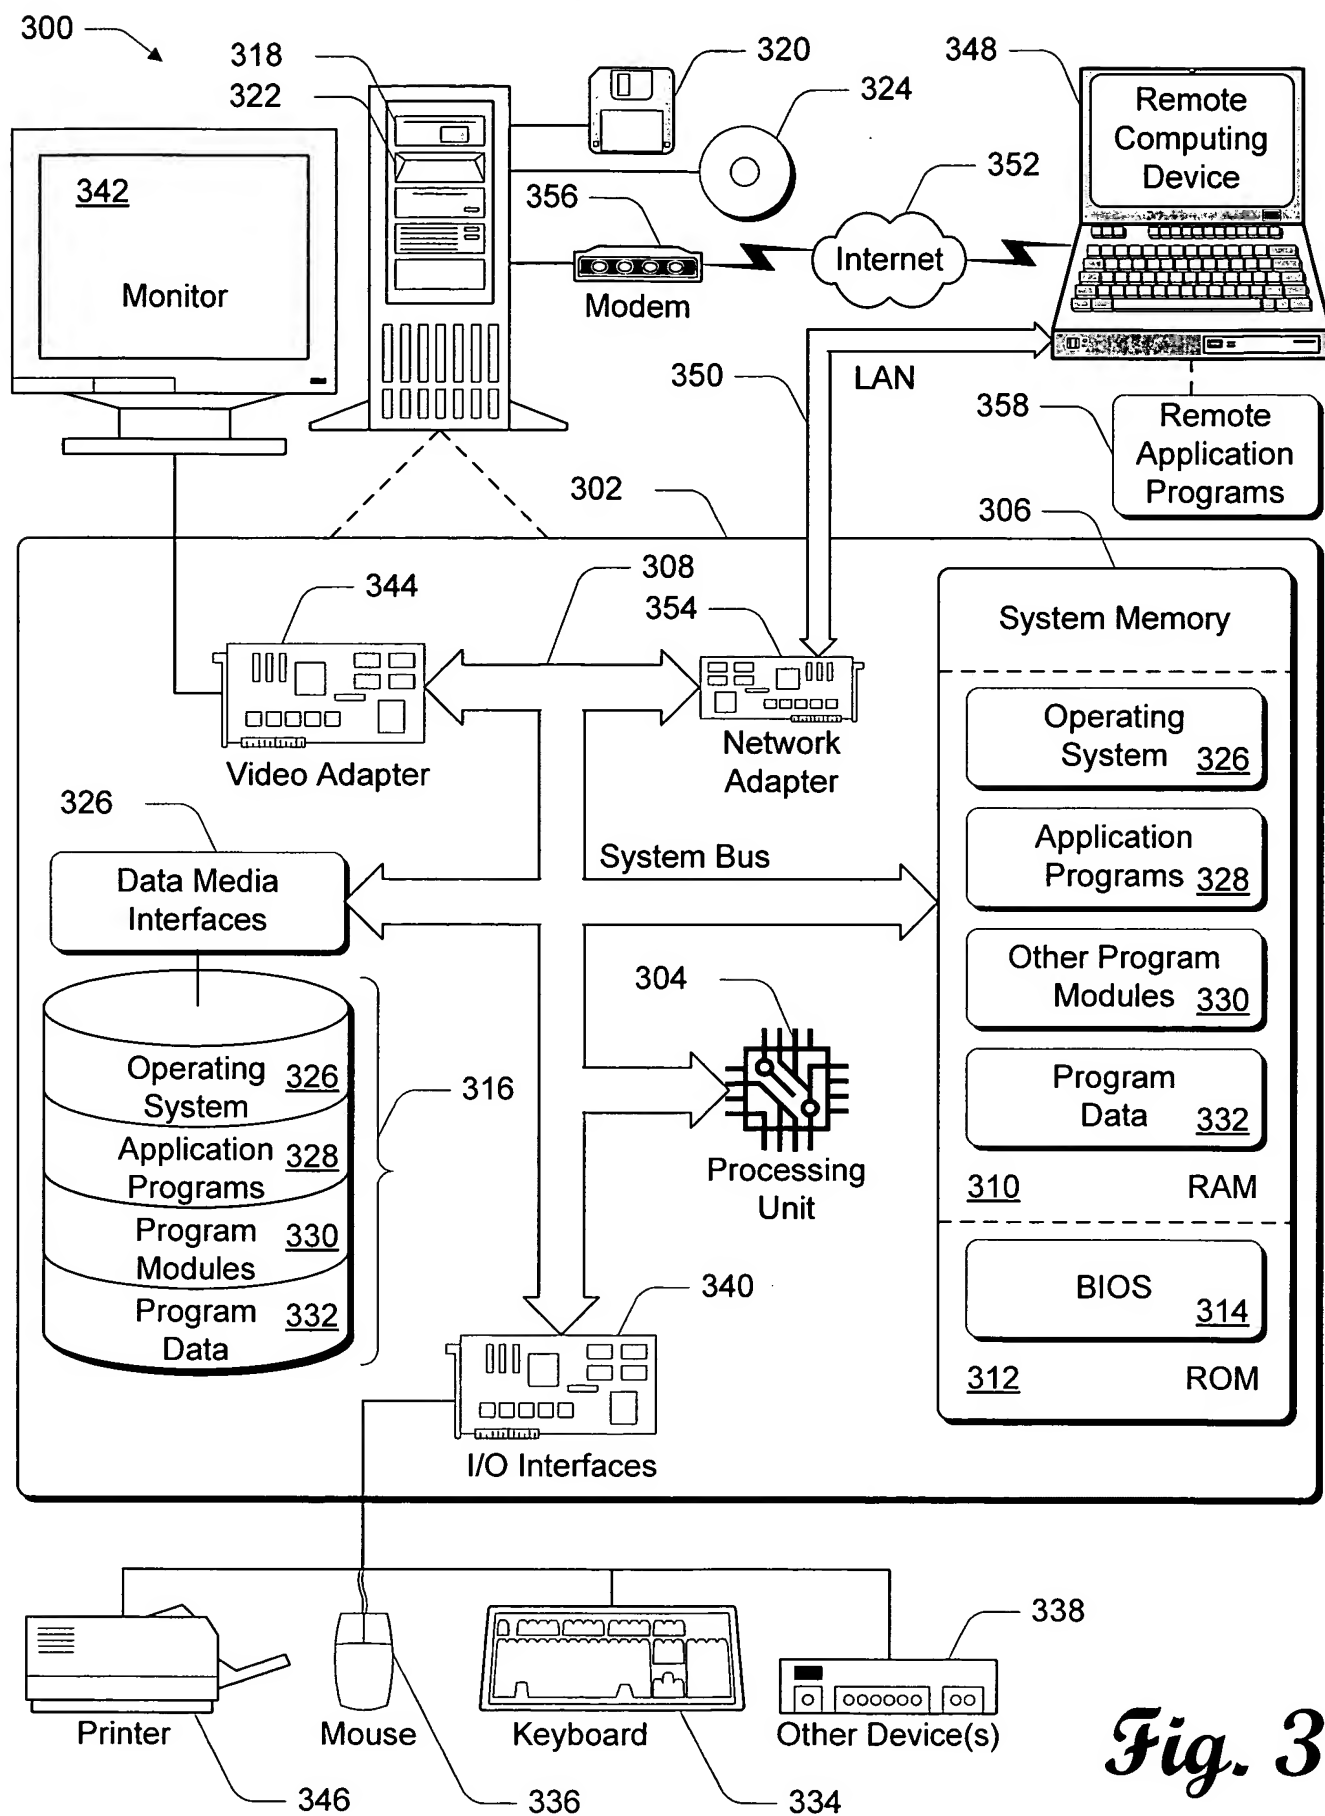 300
318
322
320
324
348
Remote
Computing
Device
342
Monitor
356
352
Internet
Modem
350
LAN
358
Remote
Application
Programs
302
306
308
344
354
System Memory
Operating
System 326
Video Adapter
Network
Adapter
326
Data Media
Interfaces
System Bus
Application
Programs 328
Other Program
Modules 330
304
Operating
System 326
316
Program
Data 332
Application
Programs 328
Processing
Unit
310 RAM
Program
Modules 330
340
BIOS
314
Program
Data 332
312 ROM
I/O Interfaces
338
Printer
Mouse
Keyboard
Other Device(s)
346
336
334
Fig. 3